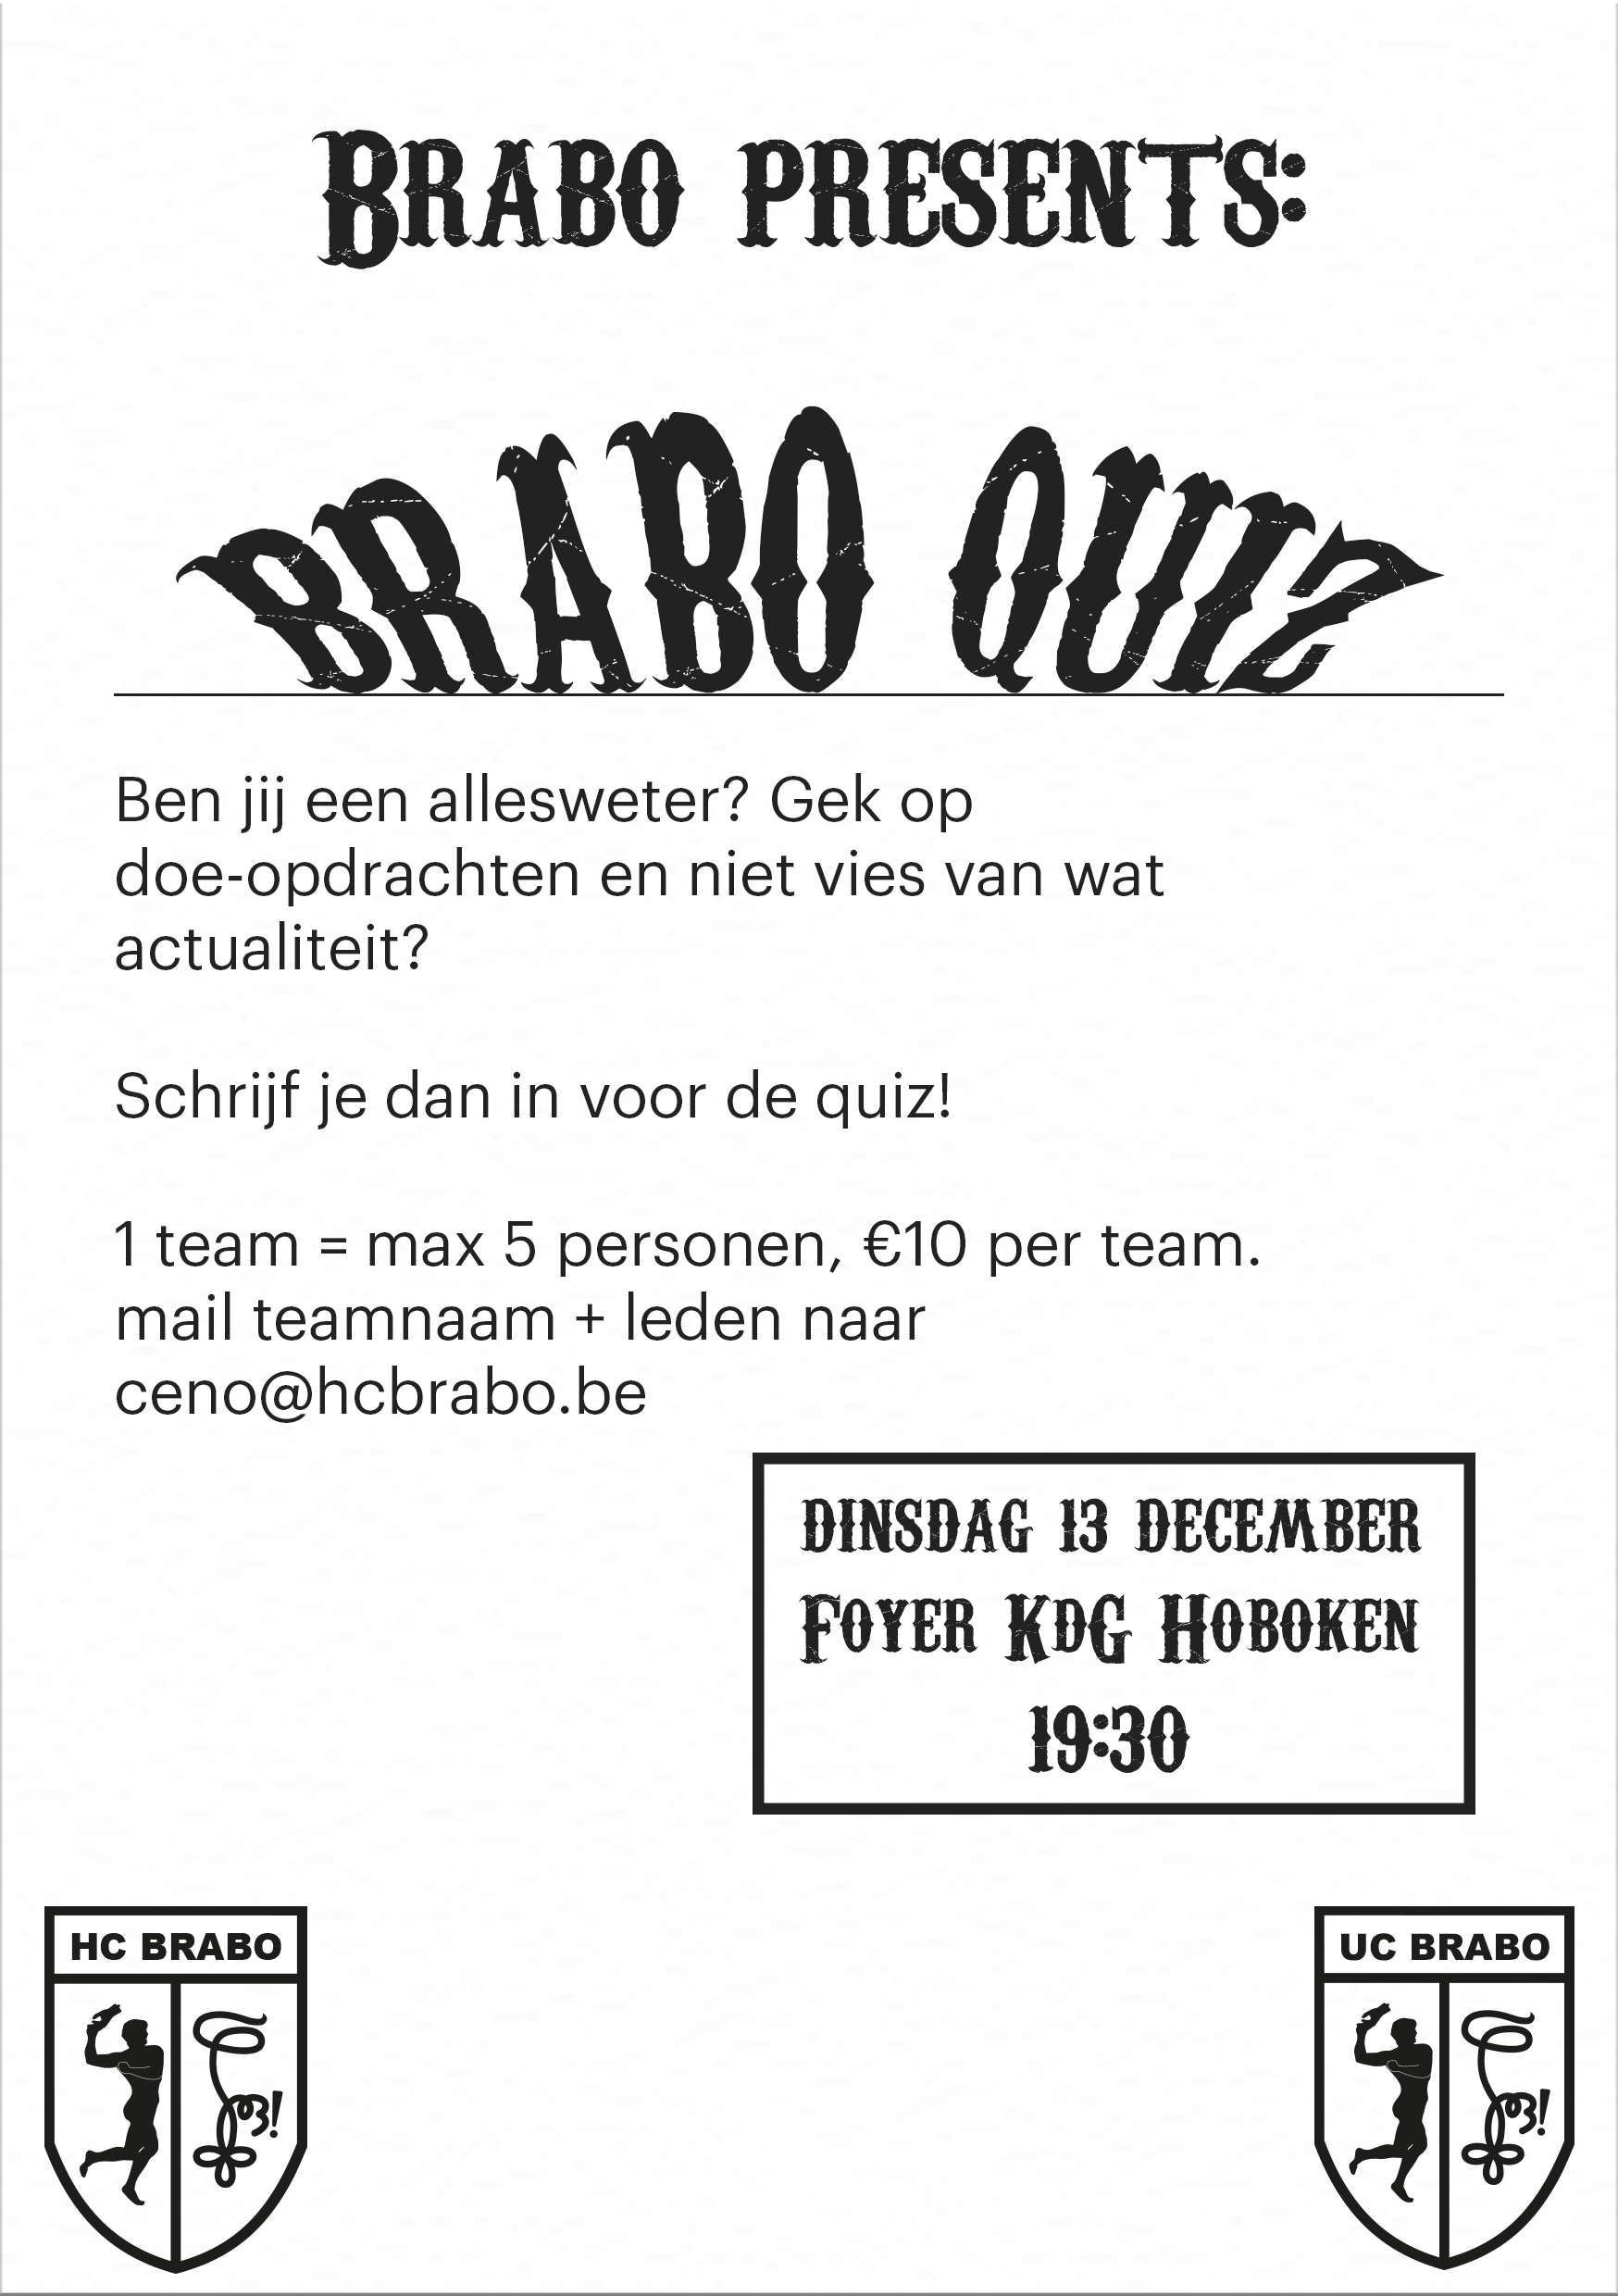 Brabo presents:
BRABO QUIZ
Ben jij een allesweter? Gek op
doe-opdrachten en niet vies van wat
actualiteit?
Schrijf je dan in voor de quiz!
1 team = max 5 personen, €10 per team.
mail teamnaam + leden naar
ceno@hcbrabo.be
dinsdag 13 december
Foyer KdG Hoboken
19:30
HC BRABO
UC BRABO